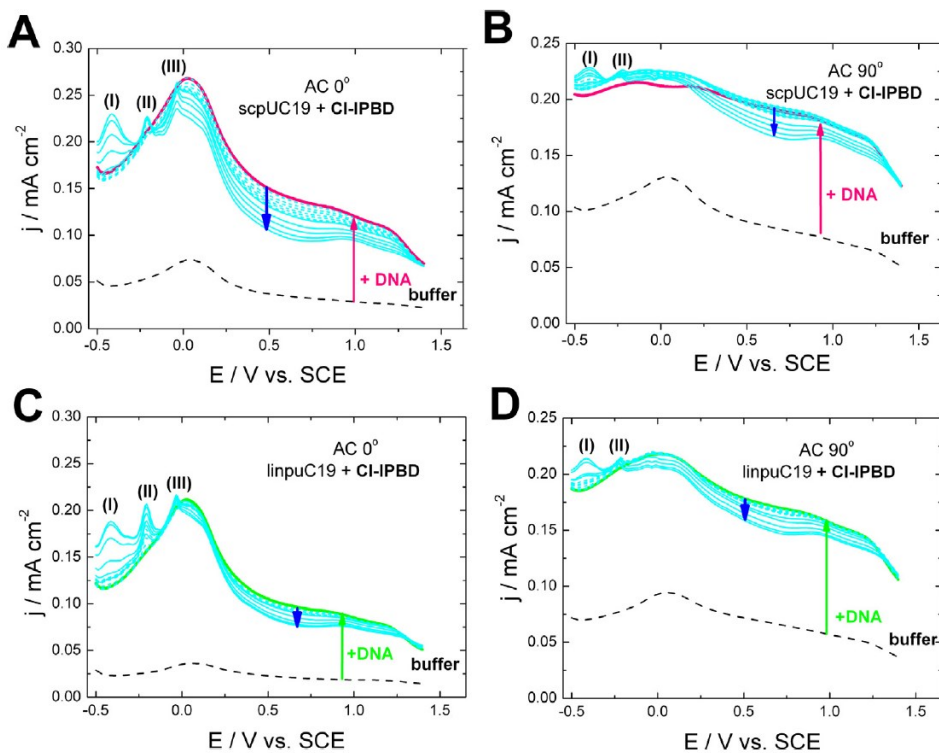 A
(I)
(II)
(III)
AC 0°
scpUC19 + CI-IPBD
+ DNA
buffer
j / mA cm⁻²
0.30
0.25
0.20
0.15
0.10
0.05
0.00
-0.5
0.0
0.5
1.0
1.5
E / V vs. SCE
B
(I)
(II)
AC 90°
scpUC19 + CI-IPBD
+ DNA
buffer
j / mA cm⁻²
0.25
0.20
0.15
0.10
0.05
0.00
-0.5
0.0
0.5
1.0
1.5
E / V vs. SCE
C
(I)
(II)
(III)
AC 0°
linpuC19 + CI-IPBD
+DNA
buffer
j / mA cm⁻²
0.30
0.25
0.20
0.15
0.10
0.05
0.00
-0.5
0.0
0.5
1.0
1.5
E / V vs. SCE
D
(I)
(II)
AC 90°
linpuC19 + CI-IPBD
+DNA
buffer
j / mA cm⁻²
0.25
0.20
0.15
0.10
0.05
0.00
-0.5
0.0
0.5
1.0
1.5
E / V vs. SCE